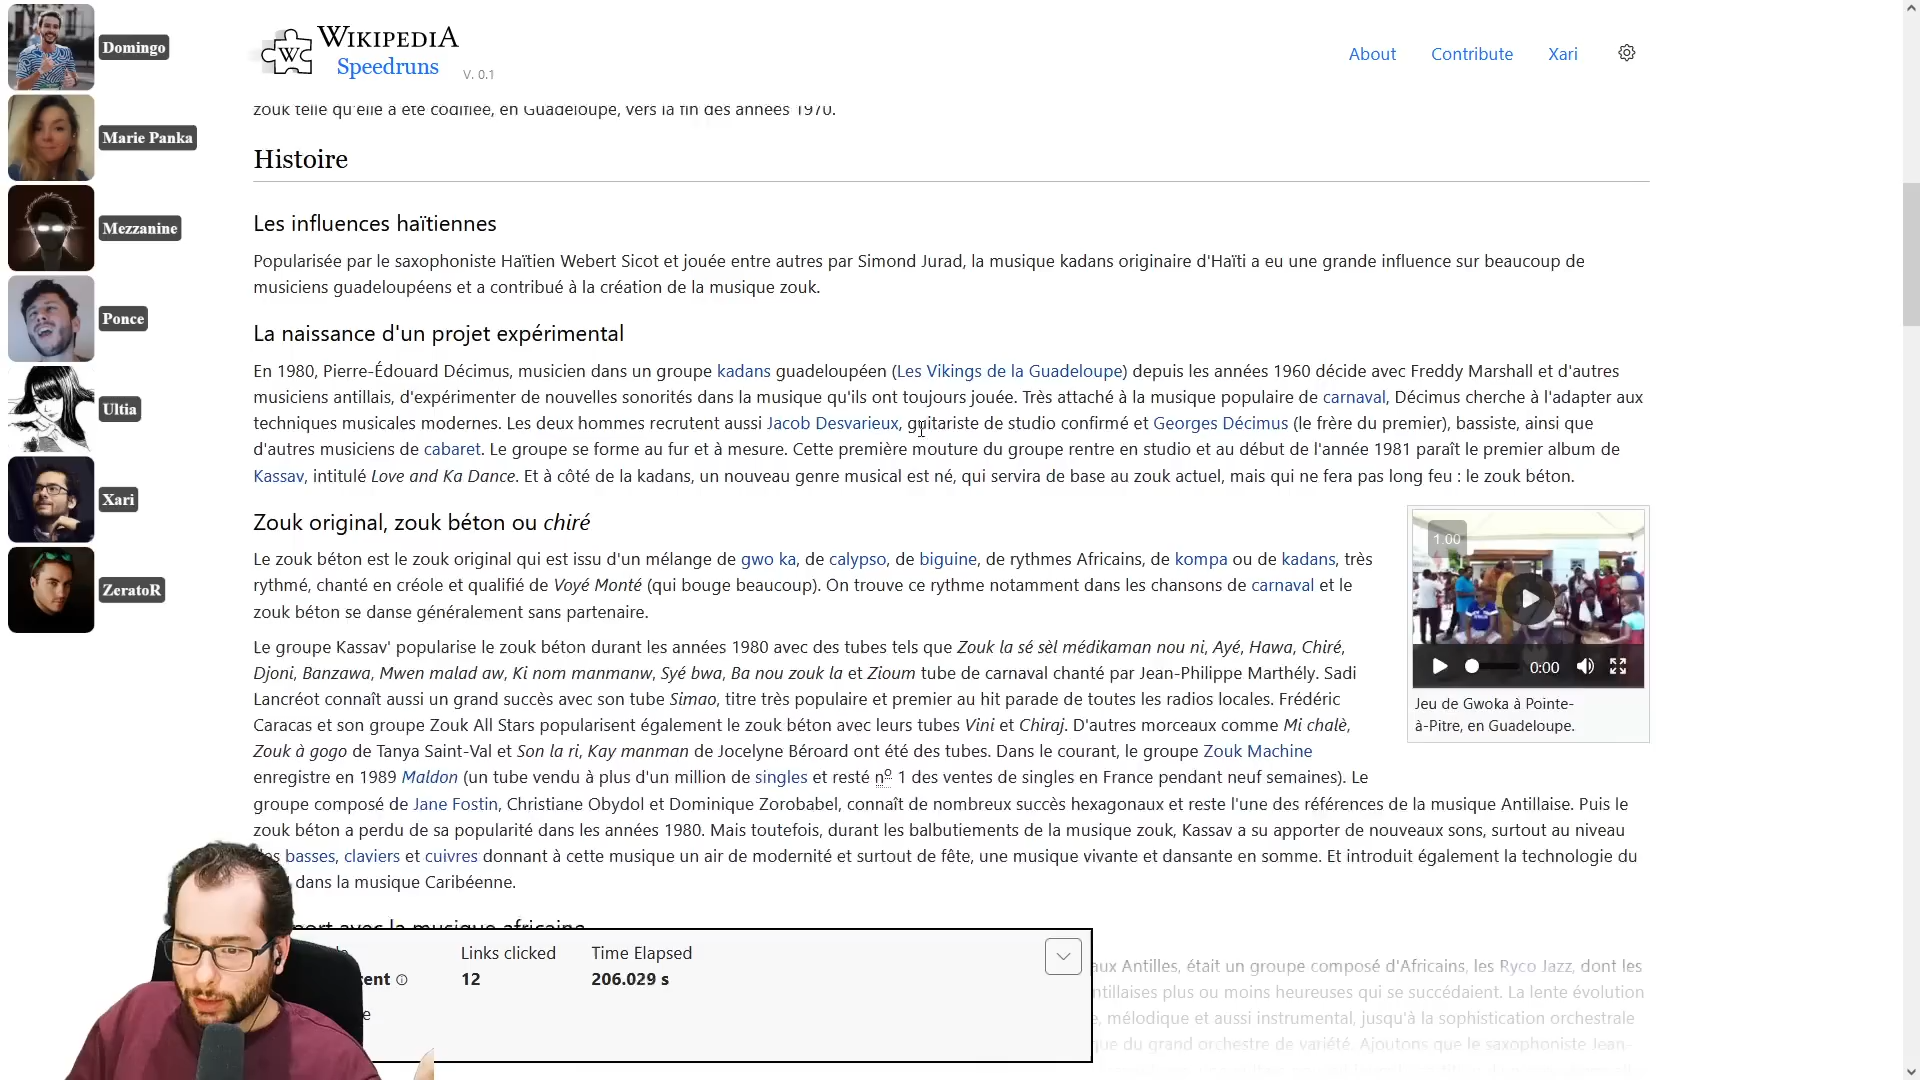 Domingo
Marie Panka
Mezzanine
Ponce
Ultia
Xari
ZeratoR
W
WIKIPEDIA
Speedruns
V. 0.1
About
Contribute
Xari
zouk telle qu'elle a été codifiée, en Guadeloupe, vers la fin des années 1970.
Histoire
Les influences haïtiennes
Popularisée par le saxophoniste Haïtien Webert Sicot et jouée entre autres par Simond Jurad, la musique kadans originaire d'Haïti a eu une grande influence sur beaucoup de
musiciens guadeloupéens et a contribué à la création de la musique zouk.
La naissance d'un projet expérimental
En 1980, Pierre-Édouard Décimus, musicien dans un groupe kadans guadeloupéen (Les Vikings de la Guadeloupe) depuis les années 1960 décide avec Freddy Marshall et d'autres
musiciens antillais, d'expérimenter de nouvelles sonorités dans la musique qu'ils ont toujours jouée. Très attaché à la musique populaire de carnaval, Décimus cherche à l'adapter aux
techniques musicales modernes. Les deux hommes recrutent aussi Jacob Desvarieux, guitariste de studio confirmé et Georges Décimus (le frère du premier), bassiste, ainsi que
d'autres musiciens de cabaret. Le groupe se forme au fur et à mesure. Cette première mouture du groupe rentre en studio et au début de l'année 1981 paraît le premier album de
Kassav, intitulé Love and Ka Dance. Et à côté de la kadans, un nouveau genre musical est né, qui servira de base au zouk actuel, mais qui ne fera pas long feu : le zouk béton.
Zouk original, zouk béton ou chiré
Le zouk béton est le zouk original qui est issu d'un mélange de gwo ka, de calypso, de biguine, de rythmes Africains, de kompa ou de kadans, très
rythmé, chanté en créole et qualifié de Voyé Monté (qui bouge beaucoup). On trouve ce rythme notamment dans les chansons de carnaval et le
zouk béton se danse généralement sans partenaire.
Le groupe Kassav' popularise le zouk béton durant les années 1980 avec des tubes tels que Zouk la sé sèl médikaman nou ni, Ayé, Hawa, Chiré,
Djoni, Banzawa, Mwen malad aw, Ki nom manmanw, Syé bwa, Ba nou zouk la et Zioum tube de carnaval chanté par Jean-Philippe Marthély. Sadi
Lancréot connaît aussi un grand succès avec son tube Simao, titre très populaire et premier au hit parade de toutes les radios locales. Frédéric
Caracas et son groupe Zouk All Stars popularisent également le zouk béton avec leurs tubes Vini et Chiraj. D'autres morceaux comme Mi chalè,
Zouk à gogo de Tanya Saint-Val et Son la ri, Kay manman de Jocelyne Béroard ont été des tubes. Dans le courant, le groupe Zouk Machine
enregistre en 1989 Maldon (un tube vendu à plus d'un million de singles et resté nº 1 des ventes de singles en France pendant neuf semaines). Le
groupe composé de Jane Fostin, Christiane Obydol et Dominique Zorobabel, connaît de nombreux succès hexagonaux et reste l'une des références de la musique Antillaise. Puis le
zouk béton a perdu de sa popularité dans les années 1980. Mais toutefois, durant les balbutiements de la musique zouk, Kassav a su apporter de nouveaux sons, surtout au niveau
basses, claviers et cuivres donnant à cette musique un air de modernité et surtout de fête, une musique vivante et dansante en somme. Et introduit également la technologie du
dans la musique Caribéenne.
1.00
0:00
Jeu de Gwoka à Pointe-
à-Pitre, en Guadeloupe.
avec la musique africaine
Links clicked
12
Time Elapsed
206.029 s
aux Antilles, était un groupe composé d'Africains, les Ryco Jazz, dont les
ntillaises plus ou moins heureuses qui se succédaient. La lente évolution
, mélodique et aussi instrumental, jusqu'à la sophistication orchestrale
que du grand orchestre de variété. Ajoutons que le saxophoniste Jean-